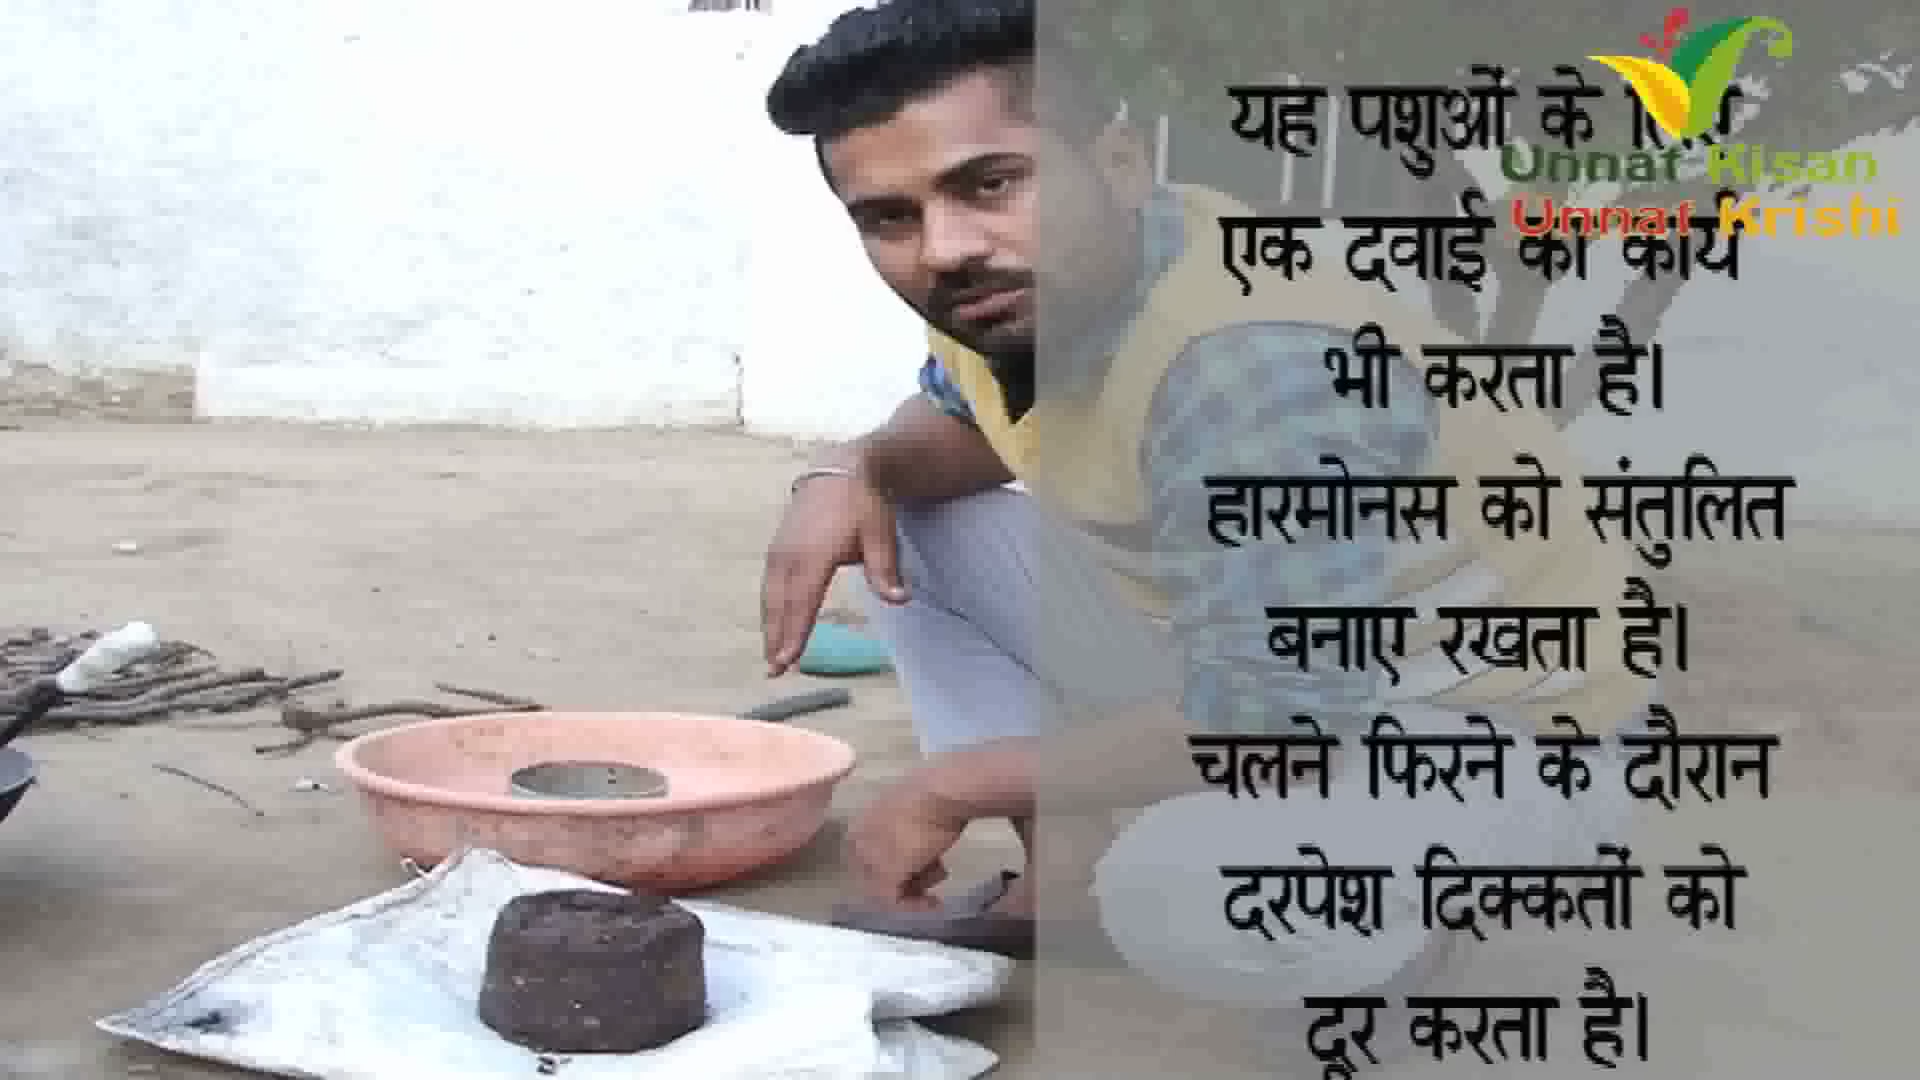 यह पशुओं के लिए
Unnat Kisan
Unnat Krishi
एक दवाई का कार्य
भी करता है।
हारमोनस को संतुलित
बनाए रखता है।
चलने फिरने के दौरान
दरपेश दिक्कतों को
दूर करता है।